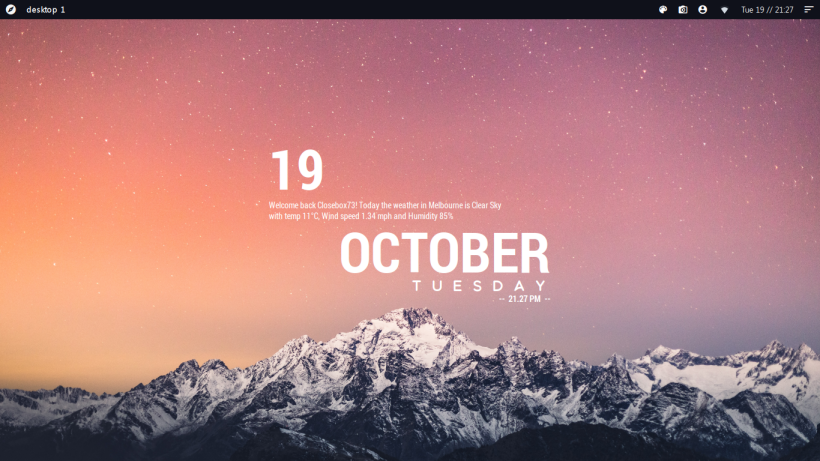 desktop 1
Tue 19 // 21:27
19
Welcome back Closebox73! Today the weather in Melbourne is Clear Sky
with temp 11°C, Wind speed 1.34 mph and Humidity 85%
OCTOBER
TUESDAY
-- 21.27 PM --